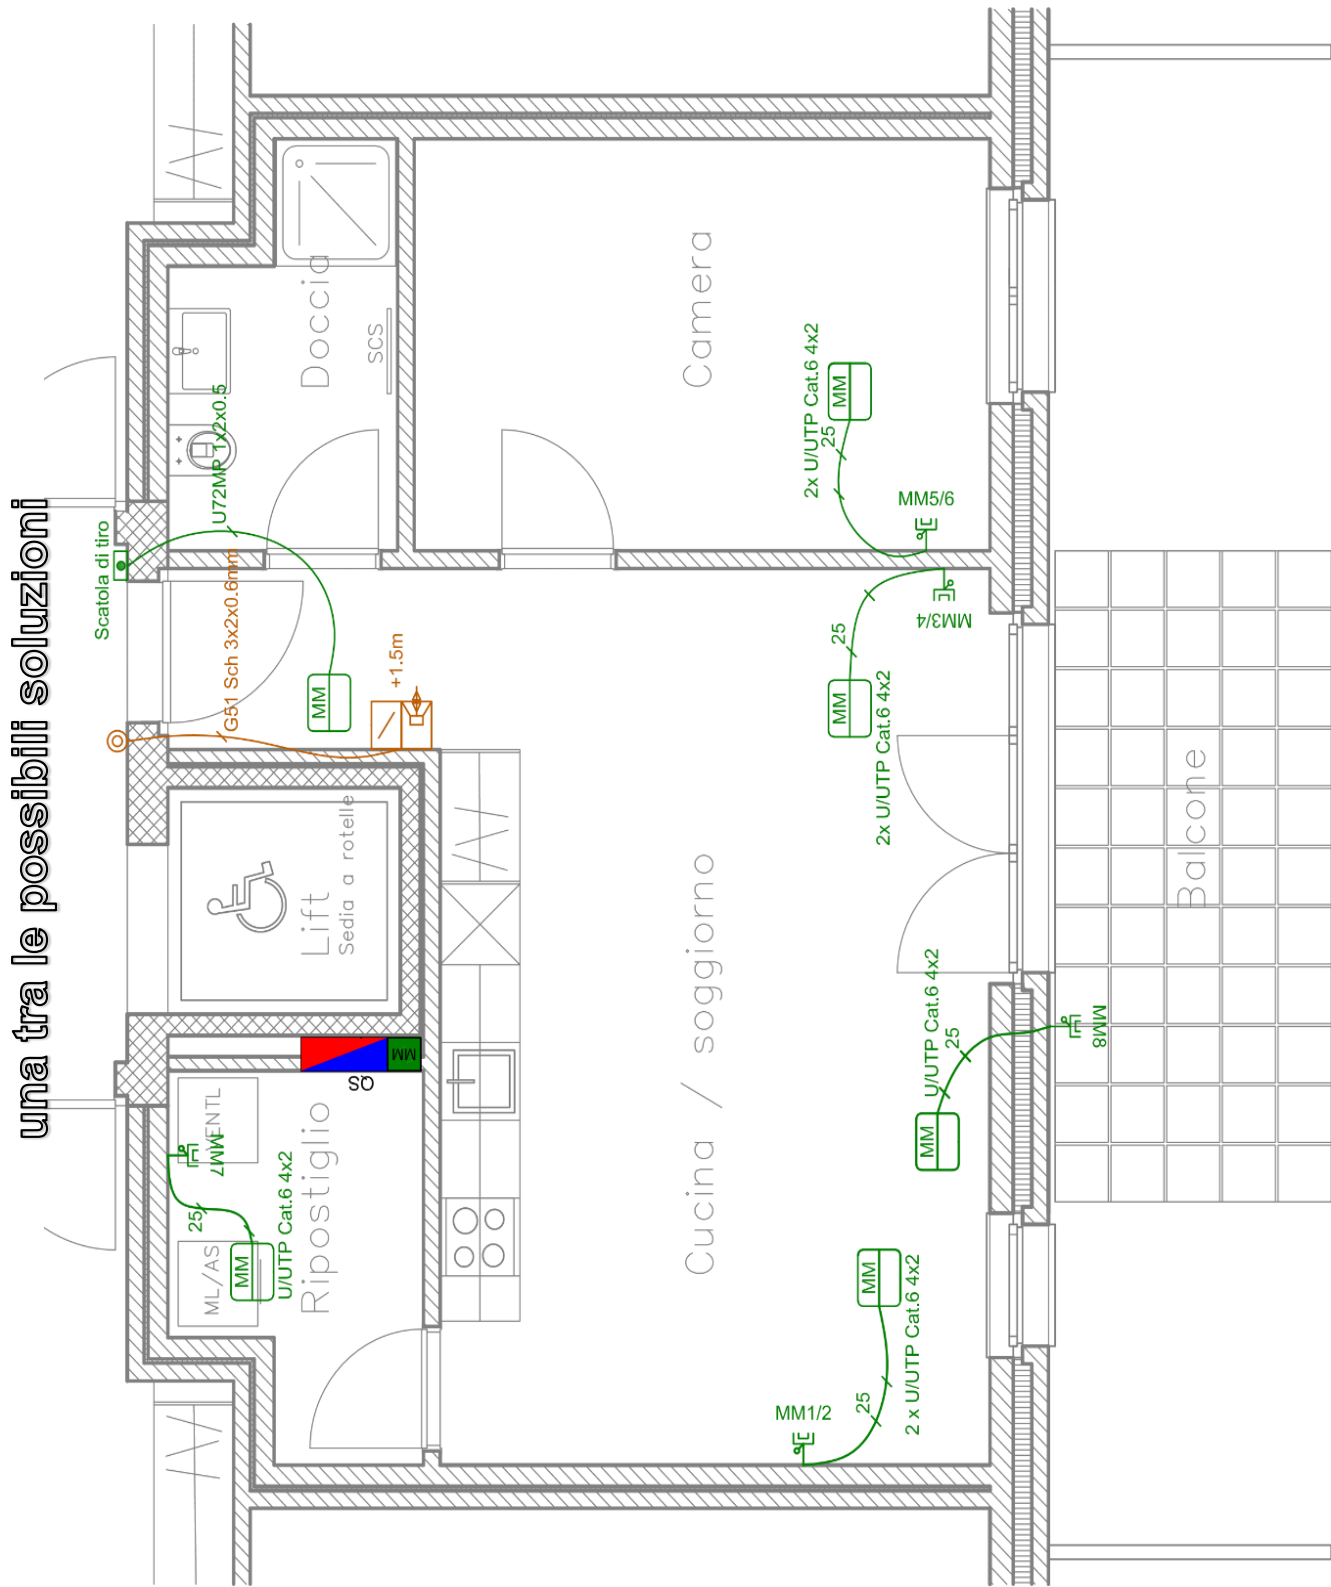 una tra le possibili soluzioni
Doccia
SCS
Camera
2x U/UTP Cat.6 4x2
25
MM
MM5/6
U72MP 1x2x0.5
Scatola di tiro
G51 Sch 3x2x0.6mm
MM
+1.5m
25
MM
MM3/4
2x U/UTP Cat.6 4x2
Lift
Sedia a rotelle
Cucina / soggiorno
Balcone
U/UTP Cat.6 4x2
25
MM
MM8
MM
QS
VENTL
MM7
25
MM
U/UTP Cat.6 4x2
ML/AS
Ripostiglio
MM
2 x U/UTP Cat.6 4x2
25
MM1/2